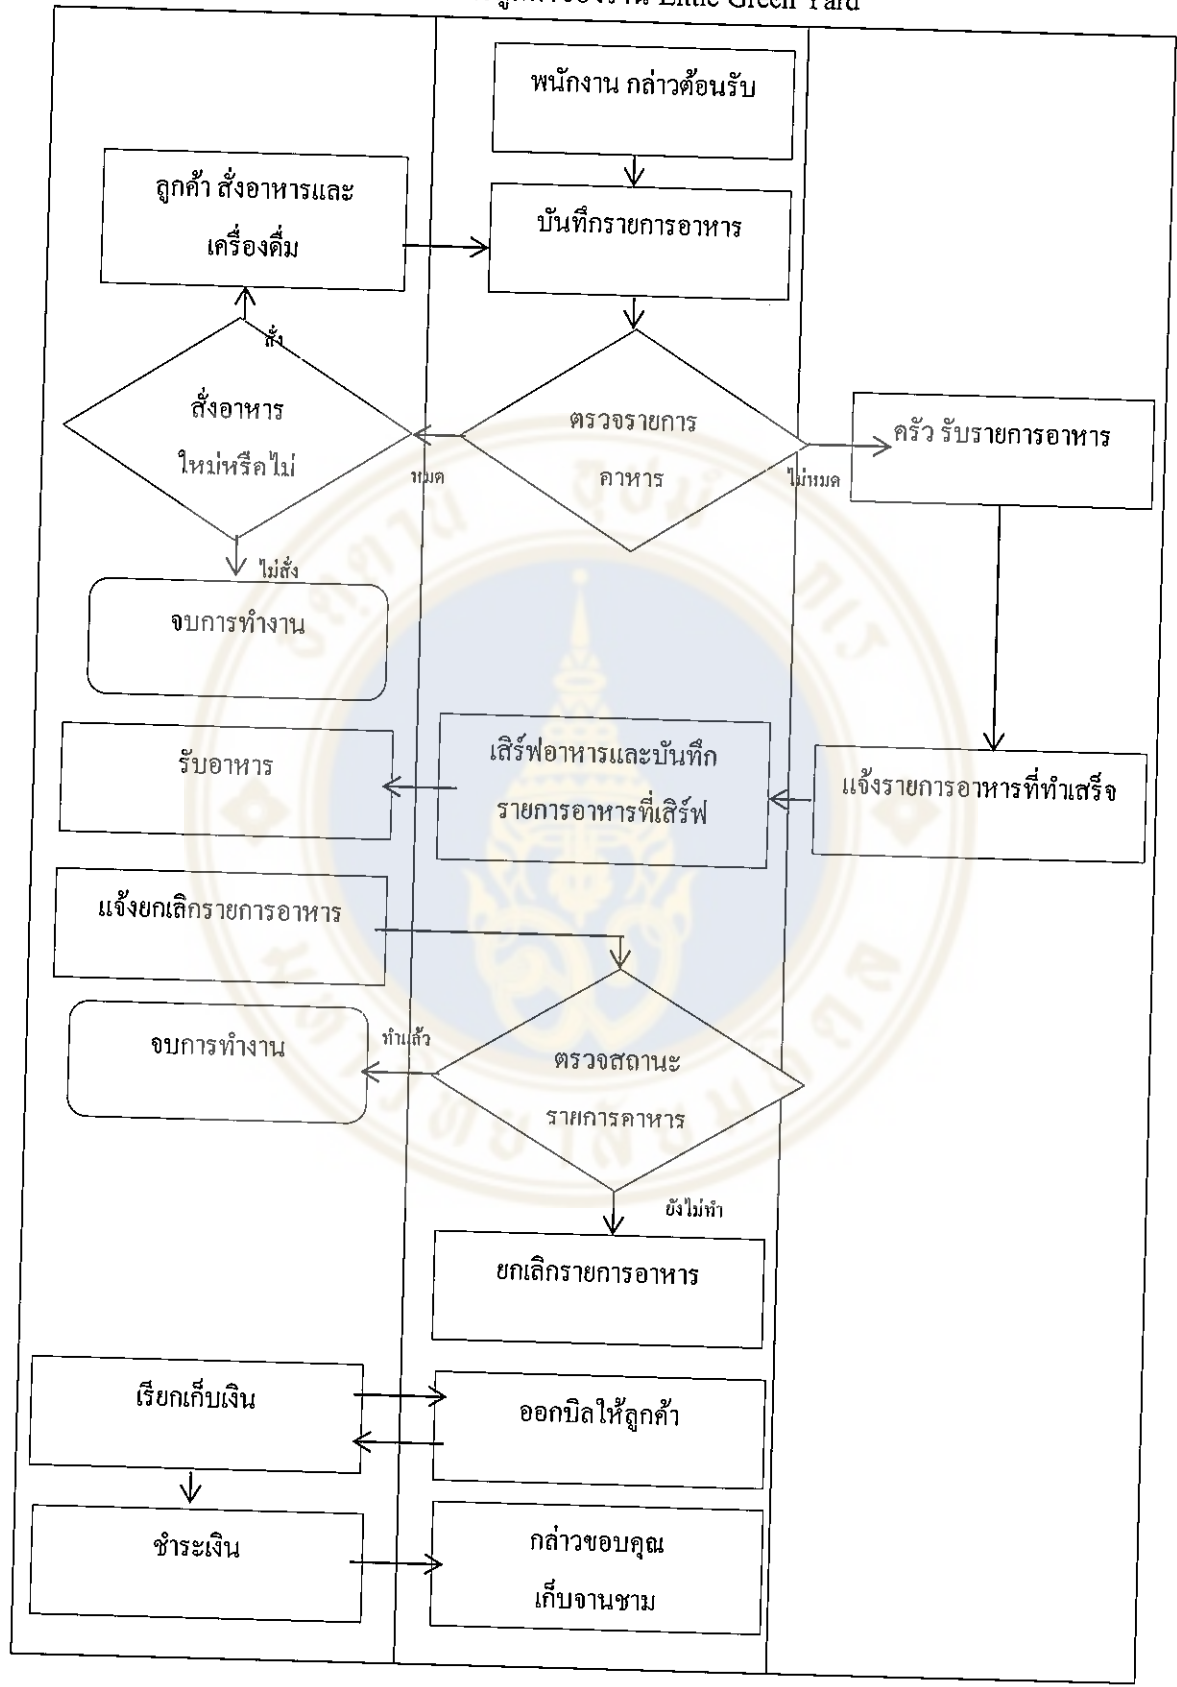 Little Green Yard
พนักงาน กล่าวต้อนรับ
ลูกค้า สั่งอาหารและ
เครื่องดื่ม
บันทึกรายการอาหาร
สั่ง
สั่งอาหาร
ใหม่หรือไม่
ตรวจรายการ
อาหาร
หมด
ไม่หมด
ครัว รับรายการอาหาร
ไม่สั่ง
จบการทำงาน
รับอาหาร
เสิร์ฟอาหารและบันทึก
รายการอาหารที่เสิร์ฟ
แจ้งรายการอาหารที่ทำเสร็จ
แจ้งยกเลิกรายการอาหาร
จบการทำงาน
ทำแล้ว
ตรวจสถานะ
รายการอาหาร
ยังไม่ทำ
ยกเลิกรายการอาหาร
เรียกเก็บเงิน
ออกบิลให้ลูกค้า
ชำระเงิน
กล่าวขอบคุณ
เก็บจานชาม
มหาวิทยาลัยมหิดล